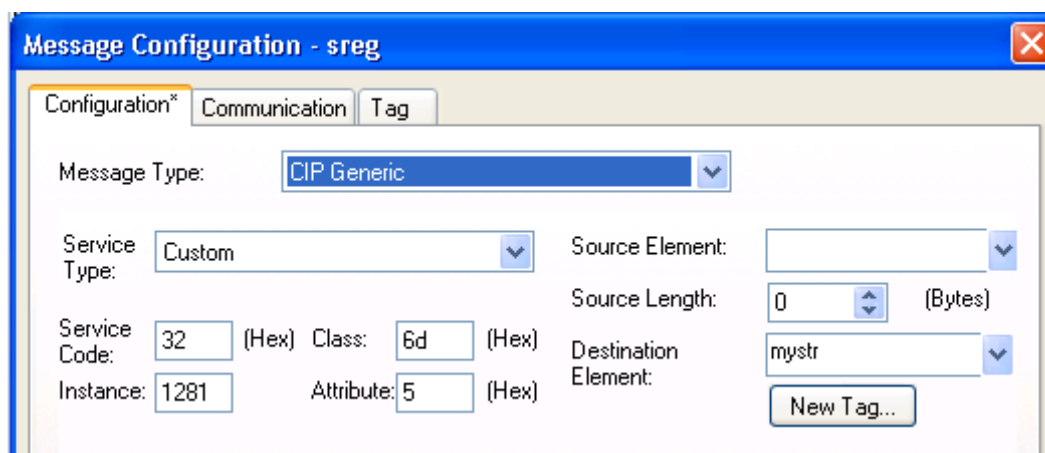 Message Configuration - sreg
Configuration* Communication Tag
Message Type: CIP Generic
Service Type: Custom
Source Element:
Source Length: 0 (Bytes)
Service Code: 32 (Hex) Class: 6d (Hex)
Destination Element: mystr
Instance: 1281 Attribute: 5 (Hex)
New Tag...